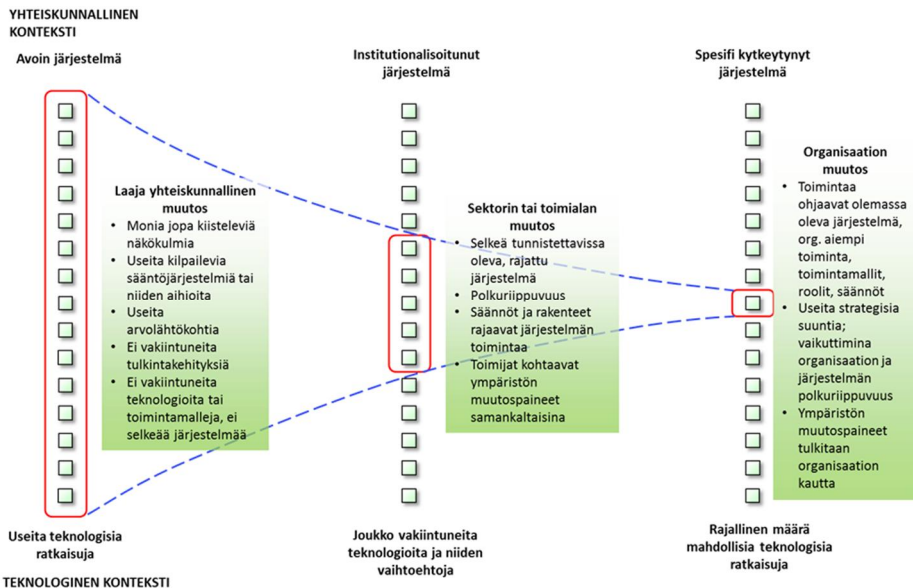 YHTEISKUNNALLINEN
KONTEKSTI
Avoin järjestelmä
Institutionalisoitunut
järjestelmä
Spesifi kytkeytynyt
järjestelmä
Laaja yhteiskunnallinen
muutos
• Monia jopa kiisteleviä
näkökulmia
• Useita kilpailevia
sääntöjärjestelmiä tai
niiden aihioita
• Useita
arvolähtökohtia
• Ei vakiintuneita
tulkintakehityksiä
• Ei vakiintuneita
teknologioita tai
toimintamalleja, ei
selkeää järjestelmää
Sektorin tai toimialan
muutos
• Selkeä tunnistettavissa
oleva, rajattu
järjestelmä
• Polkuriippuvuus
• Säännöt ja rakenteet
rajaavat järjestelmän
toimintaa
• Toimijat kohtaavat
ympäristön
muutospaineet
samankaltaisina
Organisaation
muutos
• Toimintaa
ohjaavat olemassa
oleva järjestelmä,
org. aiempi
toiminta,
toimintamallit,
roolit, säännöt
• Useita strategisia
suuntia;
vaikuttimina
organisaation ja
järjestelmän
polkuriippuvuus
• Ympäristön
muutospaineet
tulkitaan
organisaation
kautta
Useita teknologisia
ratkaisuja
Joukko vakiintuneita
teknologioita ja niiden
vaihtoehtoja
Rajallinen määrä
mahdollisia teknologisia
ratkaisuja
TEKNOLOGINEN KONTEKSTI